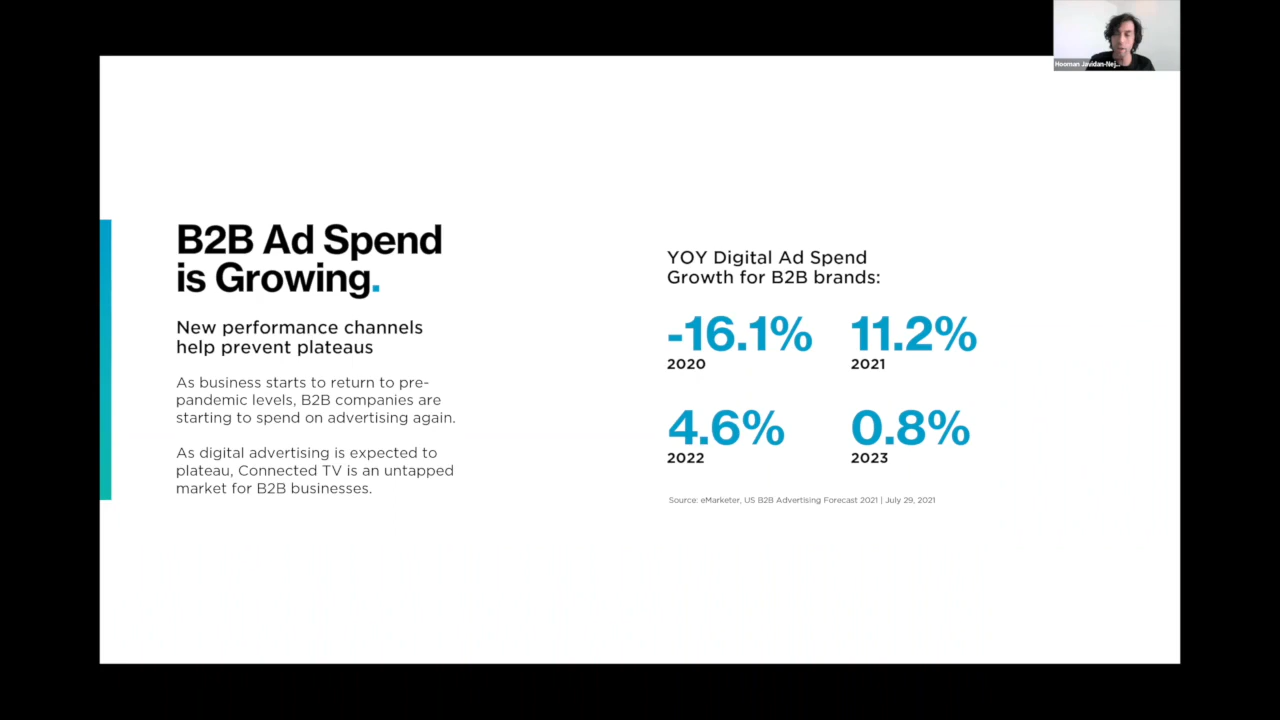 Hooman Javidan-Nej...
B2B Ad Spend
is Growing.
New performance channels
help prevent plateaus
As business starts to return to pre-
pandemic levels, B2B companies are
starting to spend on advertising again.
As digital advertising is expected to
plateau, Connected TV is an untapped
market for B2B businesses.
YOY Digital Ad Spend
Growth for B2B brands:
-16.1% 11.2%
2020 2021
4.6% 0.8%
2022 2023
Source: eMarketer, US B2B Advertising Forecast 2021 | July 29, 2021